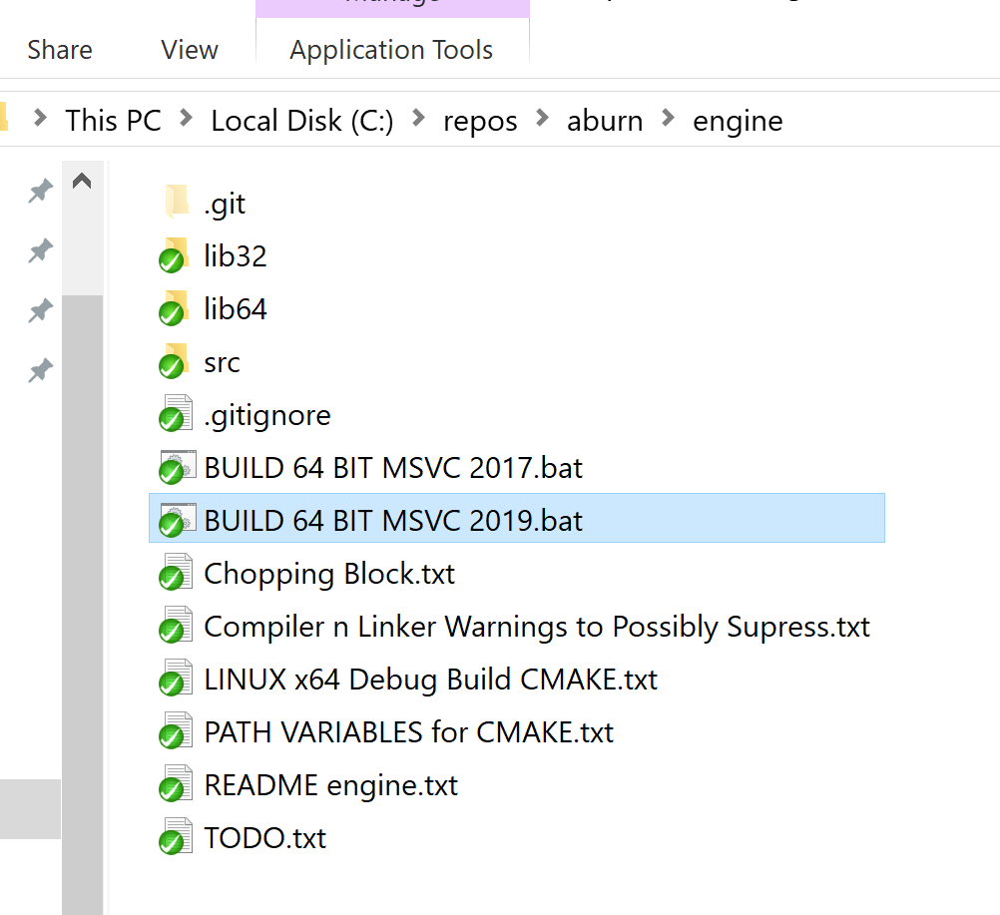 Share View Application Tools
This PC Local Disk (C:) repos aburn engine
.git
lib32
lib64
src
.gitignore
BUILD 64 BIT MSVC 2017.bat
BUILD 64 BIT MSVC 2019.bat
Chopping Block.txt
Compiler n Linker Warnings to Possibly Supress.txt
LINUX x64 Debug Build CMAKE.txt
PATH VARIABLES for CMAKE.txt
README engine.txt
TODO.txt